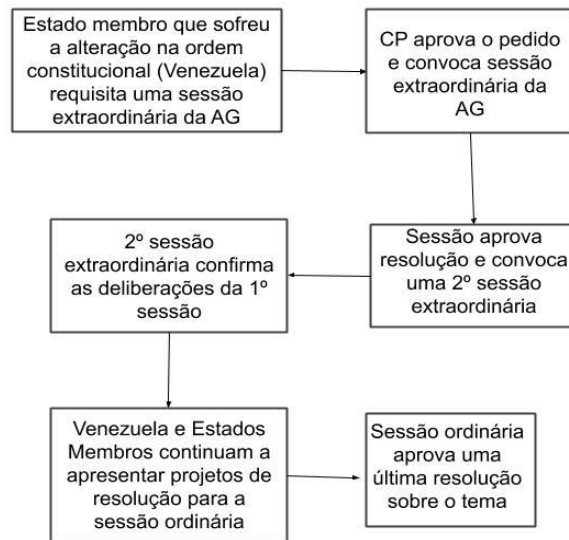 Estado membro que sofreu
a alteração na ordem
constitucional (Venezuela)
requisita uma sessão
extraordinária da AG
CP aprova o pedido
e convoca sessão
extraordinária da
AG
Sessão aprova
resolução e convoca
uma 2º sessão
extraordinária
2º sessão
extraordinária confirma
as deliberações da 1º
sessão
Venezuela e Estados
Membros continuam a
apresentar projetos de
resolução para a
sessão ordinária
Sessão ordinária
aprova uma
última resolução
sobre o tema